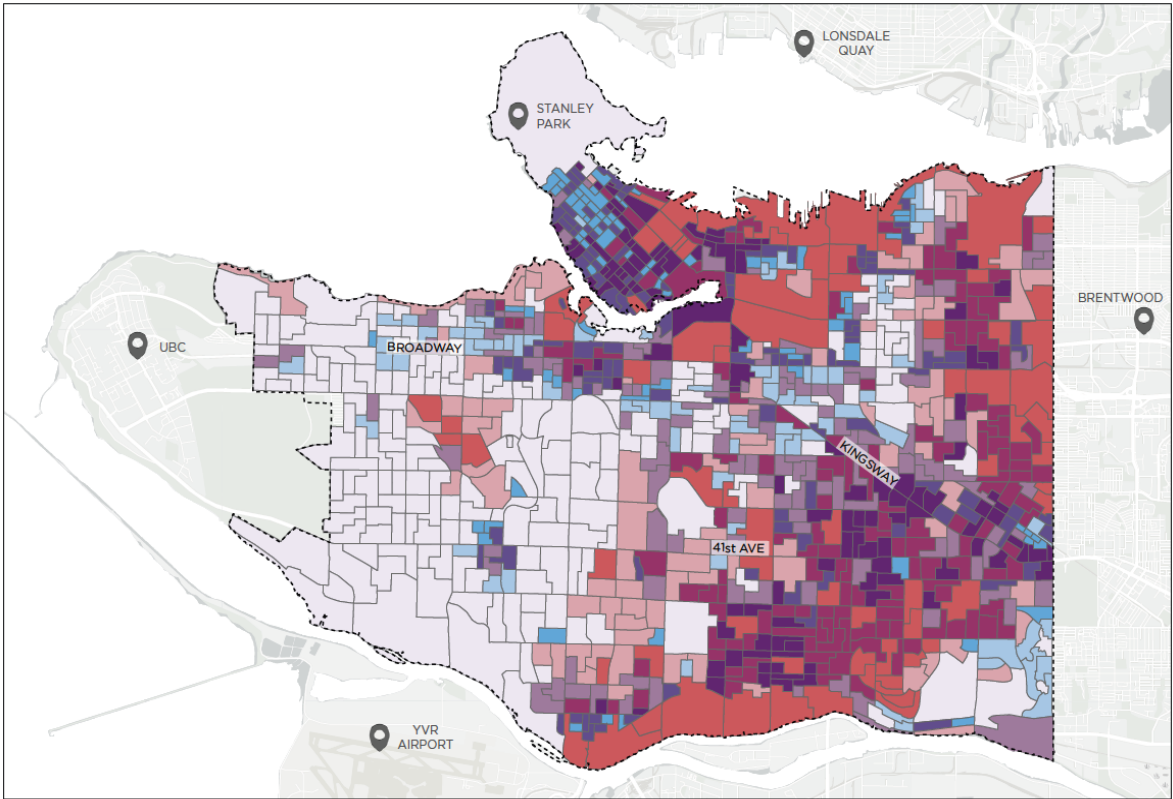 LONSDALE
QUAY
STANLEY
PARK
BRENTWOOD
UBC
BROADWAY
KINGSWAY
41st AVE
YVR
AIRPORT